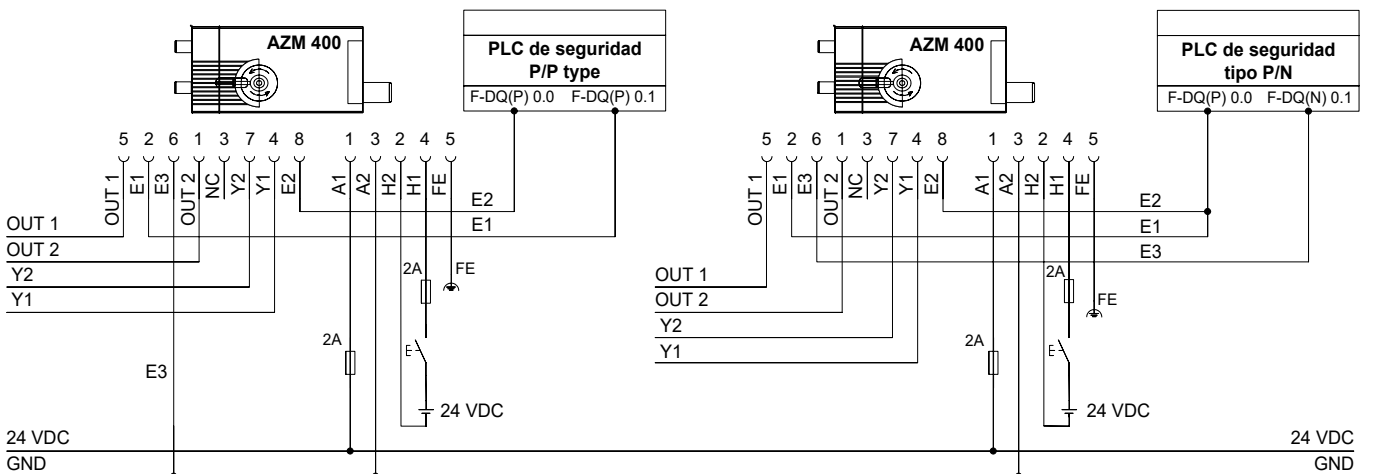 AZM 400
PLC de seguridad
P/P type
F-DQ(P) 0.0 F-DQ(P) 0.1
5 2 6 1 3 7 4 8 1 3 2 4 5
OUT 1
E1
E3
OUT 2
NC
Y2
Y1
E2
A1
A2
H2
H1
FE
E2
E1
OUT 1
OUT 2
Y2
Y1
2A
FE
2A
E3
24 VDC
AZM 400
PLC de seguridad
tipo P/N
F-DQ(P) 0.0 F-DQ(N) 0.1
5 2 6 1 3 7 4 8 1 3 2 4 5
OUT 1
E1
E3
OUT 2
NC
Y2
Y1
E2
A1
A2
H2
H1
FE
E2
E1
E3
OUT 1
OUT 2
Y2
Y1
2A
FE
2A
24 VDC
24 VDC 24 VDC
GND GND